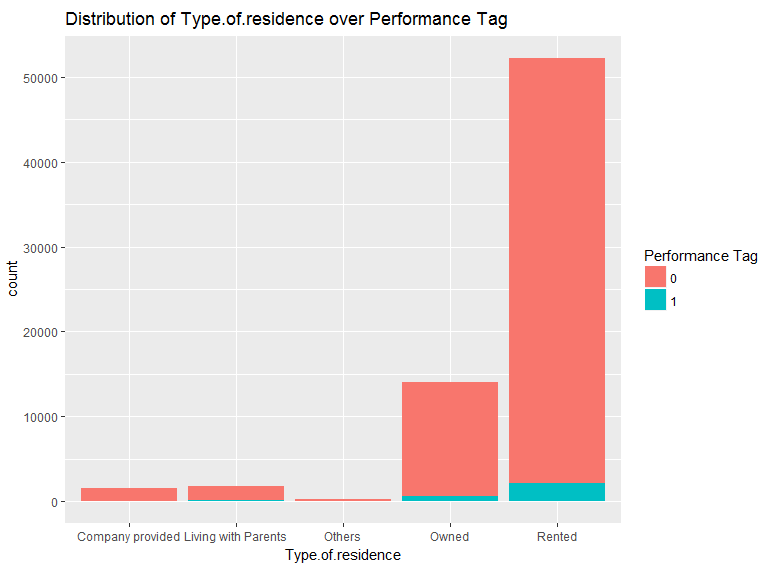 Distribution of Type.of.residence over Performance Tag
50000
40000
30000
20000
10000
0
count
Company provided
Living with Parents
Others
Owned
Rented
Type.of.residence
Performance Tag
0
1